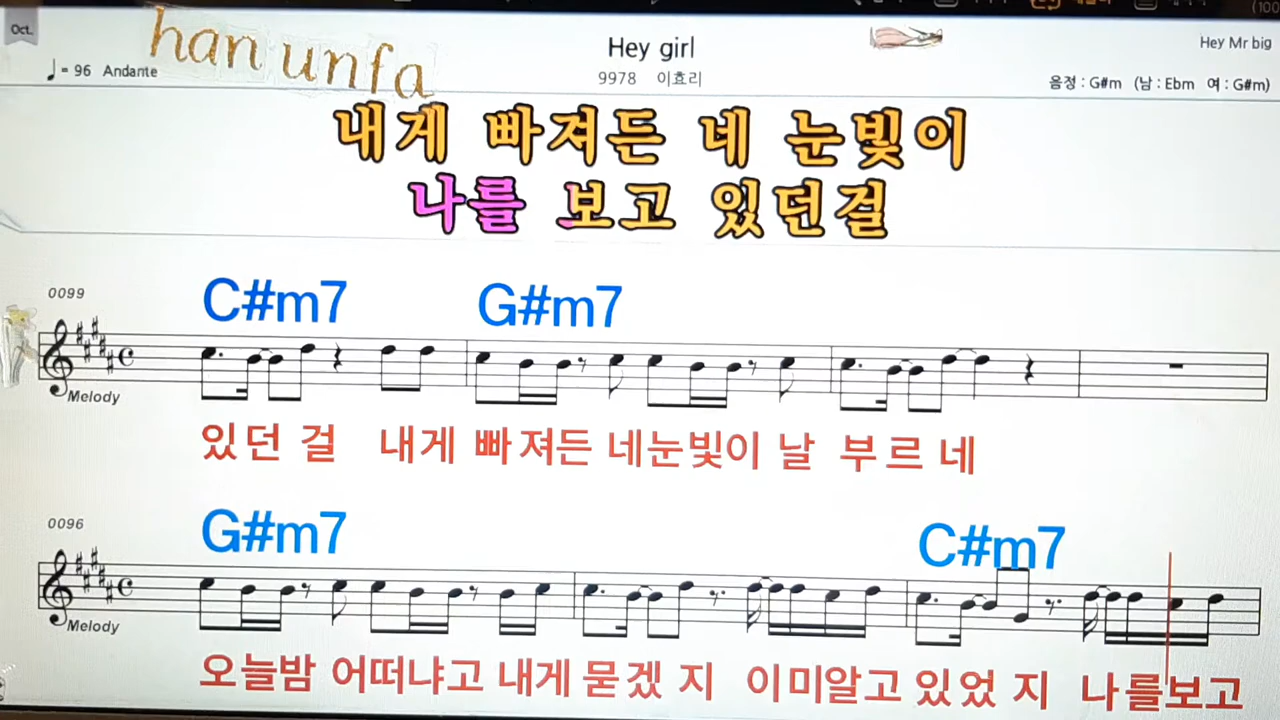 Oct.
han unfa
Hey girl
Hey Mr big
♩= 96 Andante
9978 이효리
음정 : G#m (남 : Ebm 여 : G#m)
내게 빠져든 네 눈빛이
나를 보고 있던걸
0099
C#m7 G#m7
Melody
있던 걸 내게 빠져든 네눈빛이 날 부르네
0096
G#m7 C#m7
Melody
오늘밤 어떠냐고 내게 묻겠 지 이미알고 있었 지 나를보고